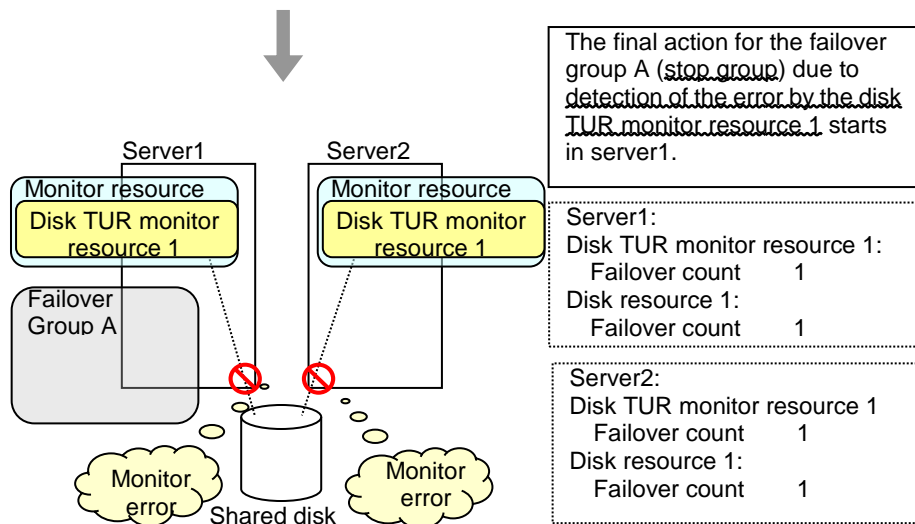 The final action for the failover
group A (stop group) due to
detection of the error by the disk
TUR monitor resource 1 starts
in server1.
Server1
Server2
Monitor resource
Disk TUR monitor
resource 1
Monitor resource
Disk TUR monitor
resource 1
Failover
Group A
Monitor
error
Monitor
error
Shared disk
Server1:
Disk TUR monitor resource 1:
Failover count 1
Disk resource 1:
Failover count 1
Server2:
Disk TUR monitor resource 1
Failover count 1
Disk resource 1:
Failover count 1